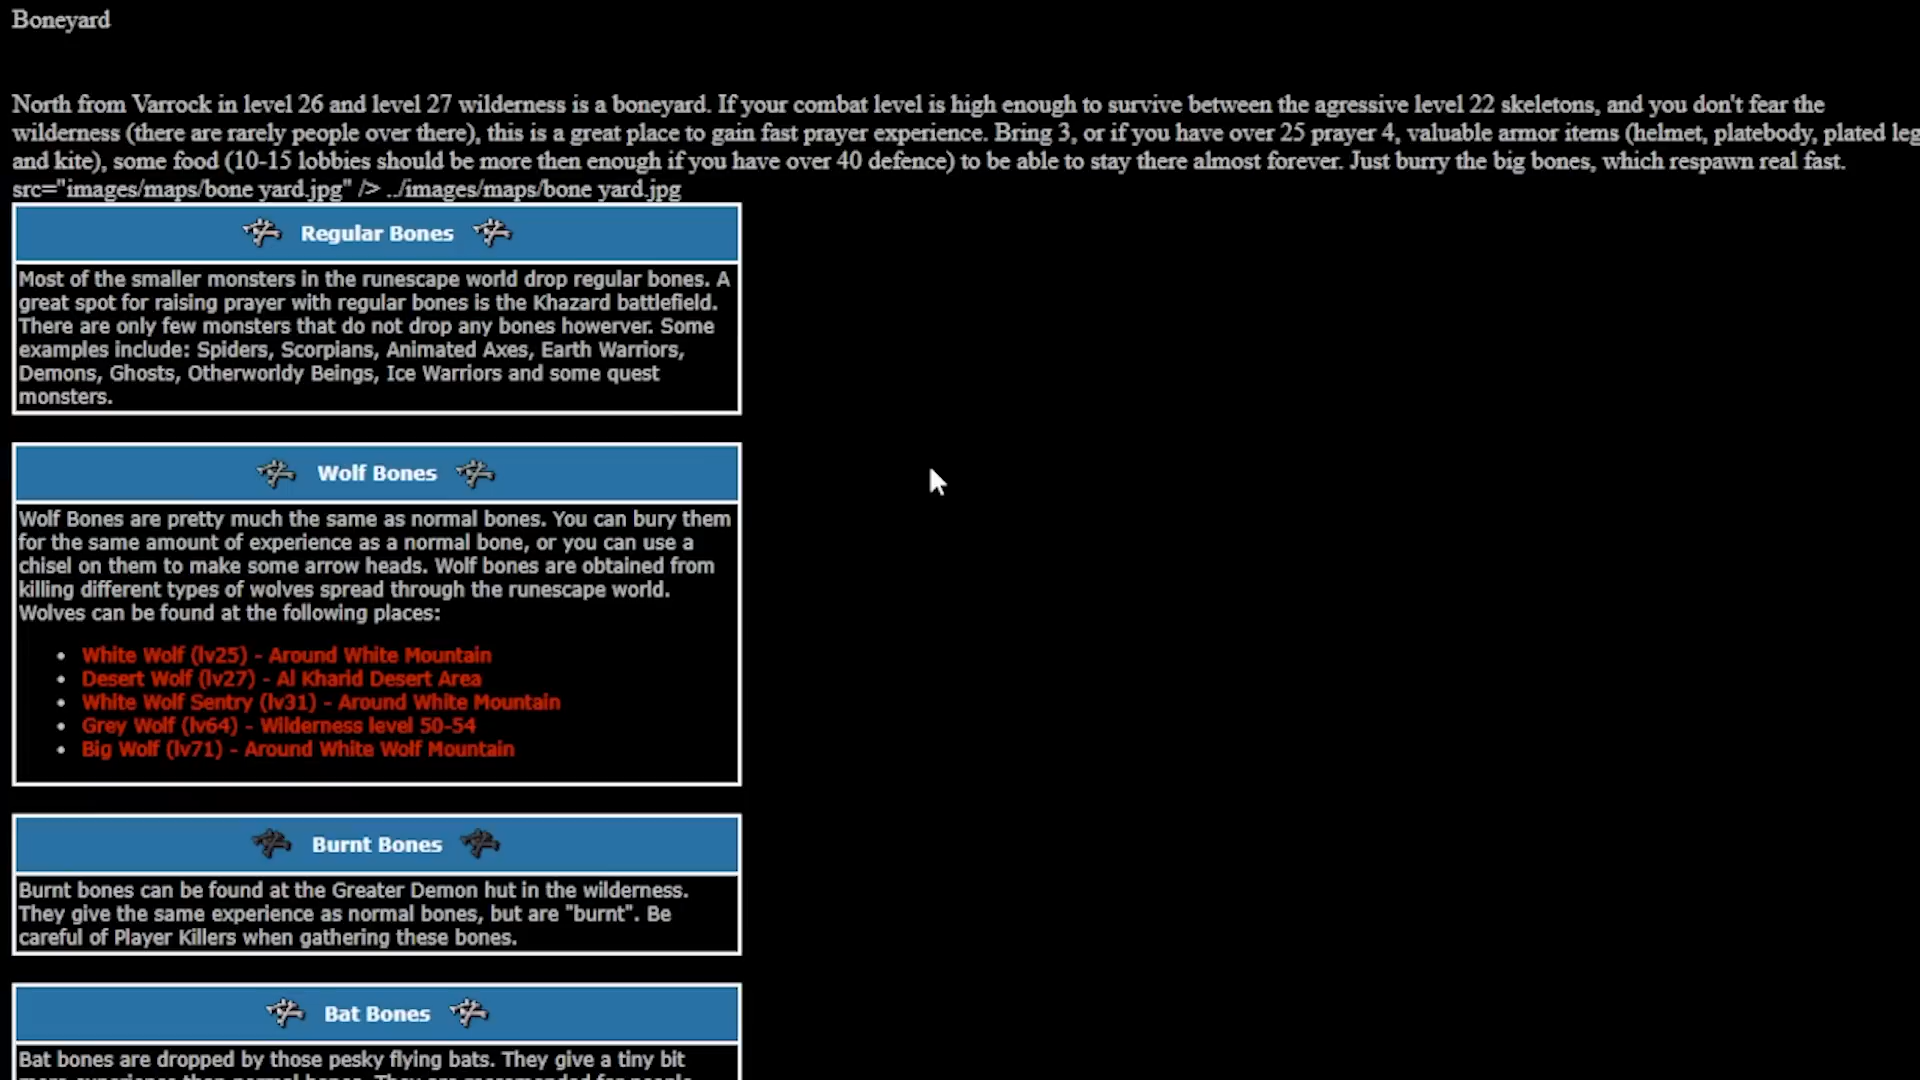 Boneyard
North from Varrock in level 26 and level 27 wilderness is a boneyard. If your combat level is high enough to survive between the agressive level 22 skeletons, and you don't fear the
wilderness (there are rarely people over there), this is a great place to gain fast prayer experience. Bring 3, or if you have over 25 prayer 4, valuable armor items (helmet, platebody, plated leg
and kite), some food (10-15 lobbies should be more then enough if you have over 40 defence) to be able to stay there almost forever. Just burry the big bones, which respawn real fast.
src="images/maps/bone yard.jpg" /> ../images/maps/bone yard.jpg
Regular Bones
Most of the smaller monsters in the runescape world drop regular bones. A
great spot for raising prayer with regular bones is the Khazard battlefield.
There are only few monsters that do not drop any bones howerver. Some
examples include: Spiders, Scorpians, Animated Axes, Earth Warriors,
Demons, Ghosts, Otherworldy Beings, Ice Warriors and some quest
monsters.
Wolf Bones
Wolf Bones are pretty much the same as normal bones. You can bury them
for the same amount of experience as a normal bone, or you can use a
chisel on them to make some arrow heads. Wolf bones are obtained from
killing different types of wolves spread through the runescape world.
Wolves can be found at the following places:
• White Wolf (lv25) - Around White Mountain
• Desert Wolf (lv27) - Al Kharid Desert Area
• White Wolf Sentry (lv31) - Around White Mountain
• Grey Wolf (lv64) - Wilderness level 50-54
• Big Wolf (lv71) - Around White Wolf Mountain
Burnt Bones
Burnt bones can be found at the Greater Demon hut in the wilderness.
They give the same experience as normal bones, but are "burnt". Be
careful of Player Killers when gathering these bones.
Bat Bones
Bat bones are dropped by those pesky flying bats. They give a tiny bit